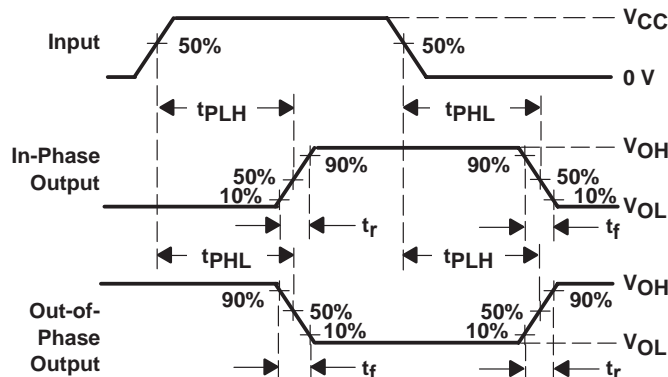 VCC
Input
50%
50%
0 V
tPLH
tPHL
In-Phase
Output
VOH
90%
90%
50%
50%
10%
10%
VOL
tr
tf
tPHL
tPLH
Out-of-
Phase
Output
VOH
90%
90%
50%
50%
10%
10%
VOL
tf
tr